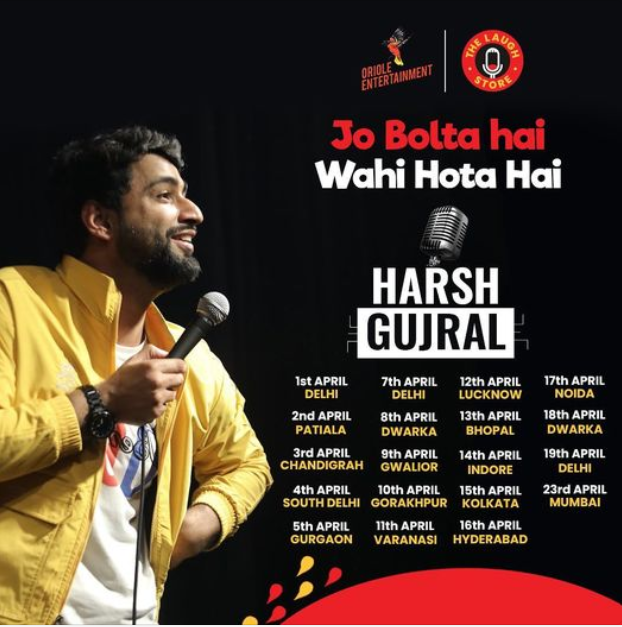 ORIOLE
ENTERTAINMENT
THE LAUGH
STORE
Jo Bolta hai
Wahi Hota Hai
HARSH
GUJRAL
1st APRIL
DELHI
2nd APRIL
PATIALA
3rd APRIL
CHANDIGRAH
4th APRIL
SOUTH DELHI
5th APRIL
GURGAON
7th APRIL
DELHI
8th APRIL
DWARKA
9th APRIL
GWALIOR
10th APRIL
GORAKHPUR
11th APRIL
VARANASI
12th APRIL
LUCKNOW
13th APRIL
BHOPAL
14th APRIL
INDORE
15th APRIL
KOLKATA
16th APRIL
HYDERABAD
17th APRIL
NOIDA
18th APRIL
DWARKA
19th APRIL
DELHI
23rd APRIL
MUMBAI